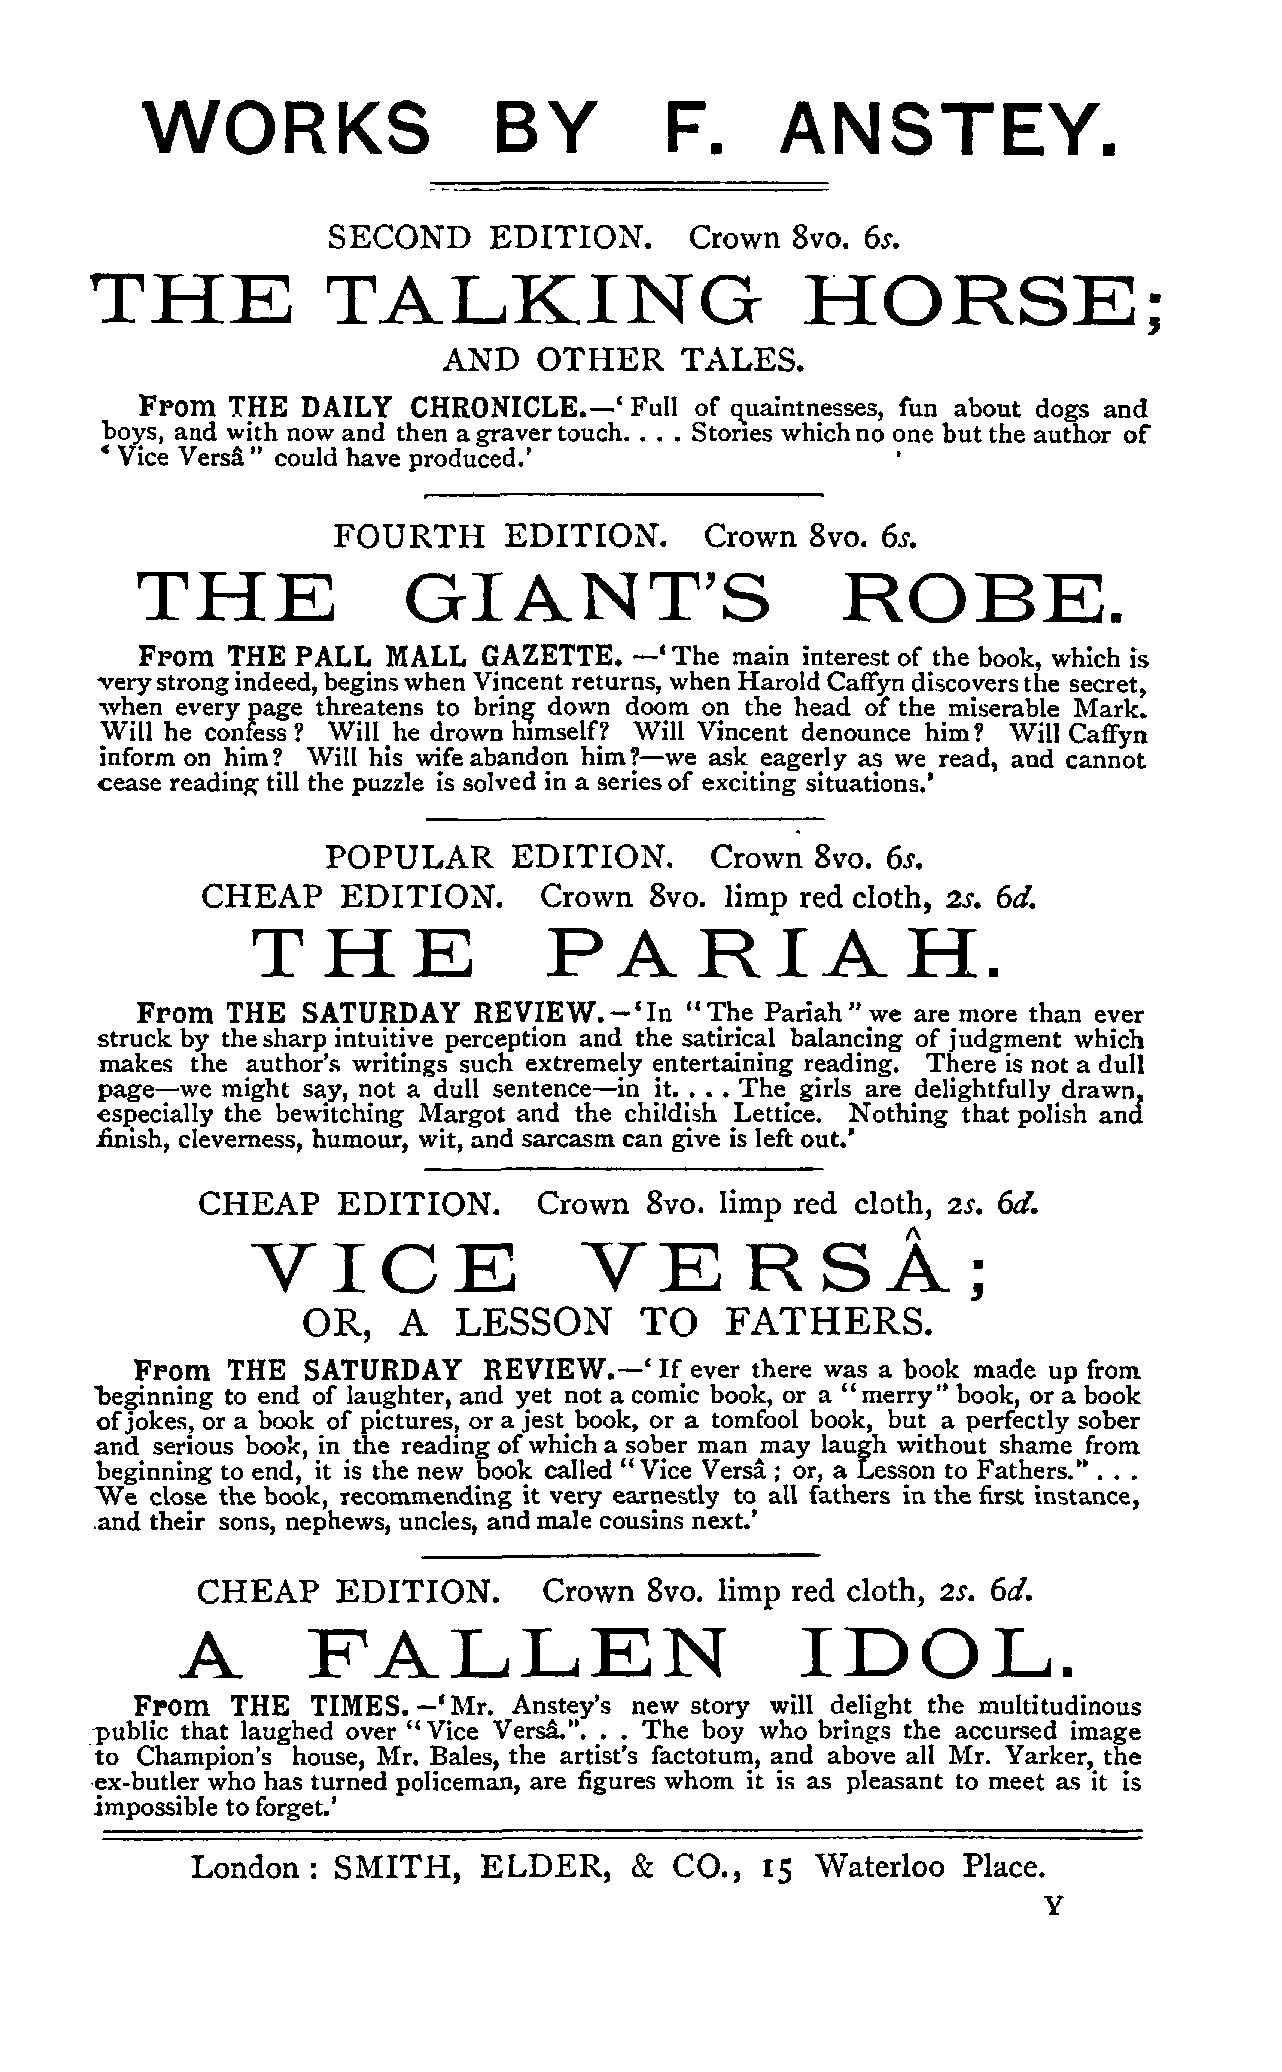 WORKS BY F. ANSTEY.
SECOND EDITION. Crown 8vo. 6s.
THE TALKING HORSE;
AND OTHER TALES.
From THE DAILY CHRONICLE.—‘Full of quaintnesses, fun about dogs and
boys, and with now and then a graver touch. . . . Stories which no one but the author of
‘Vice Versâ" could have produced.’
FOURTH EDITION. Crown 8vo. 6s.
THE GIANT’S ROBE.
From THE PALL MALL GAZETTE.—‘The main interest of the book, which is
very strong indeed, begins when Vincent returns, when Harold Caffyn discovers the secret,
when every page threatens to bring down doom on the head of the miserable Mark.
Will he confess? Will he drown himself? Will Vincent denounce him? Will Caffyn
inform on him? Will his wife abandon him?—we ask eagerly as we read, and cannot
cease reading till the puzzle is solved in a series of exciting situations.’
POPULAR EDITION. Crown 8vo. 6s.
CHEAP EDITION. Crown 8vo. limp red cloth, 2s. 6d.
THE PARIAH.
From THE SATURDAY REVIEW.—‘In “The Pariah” we are more than ever
struck by the sharp intuitive perception and the satirical balancing of judgment which
makes the author’s writings such extremely entertaining reading. There is not a dull
page—we might say, not a dull sentence—in it. . . . The girls are delightfully drawn,
especially the bewitching Margot and the childish Lettice. Nothing that polish and
finish, cleverness, humour, wit, and sarcasm can give is left out.’
CHEAP EDITION. Crown 8vo. limp red cloth, 2s. 6d.
VICE VERSÂ;
OR, A LESSON TO FATHERS.
From THE SATURDAY REVIEW.—‘If ever there was a book made up from
beginning to end of laughter, and yet not a comic book, or a “merry” book, or a book
of jokes, or a book of pictures, or a jest book, or a tomfool book, but a perfectly sober
and serious book, in the reading of which a sober man may laugh without shame from
beginning to end, it is the new book called “Vice Versâ; or, a Lesson to Fathers.” . . .
We close the book, recommending it very earnestly to all fathers in the first instance,
and their sons, nephews, uncles, and male cousins next.’
CHEAP EDITION. Crown 8vo. limp red cloth, 2s. 6d.
A FALLEN IDOL.
From THE TIMES.—‘Mr. Anstey’s new story will delight the multitudinous
public that laughed over “Vice Versâ.”. . . The boy who brings the accursed image
to Champion’s house, Mr. Bales, the artist’s factotum, and above all Mr. Yarker, the
ex-butler who has turned policeman, are figures whom it is as pleasant to meet as it is
impossible to forget.’
London: SMITH, ELDER, & CO., 15 Waterloo Place.
Y